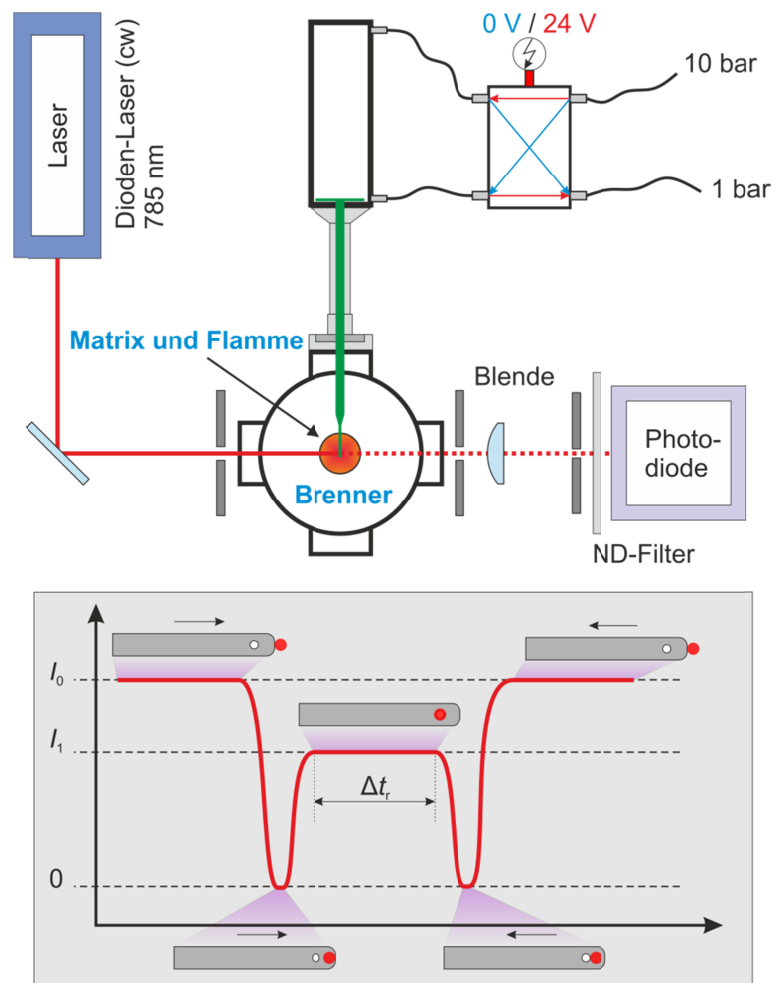 0 V / 24 V
10 bar
1 bar
Laser
Dioden-Laser (cw)
785 nm
Matrix und Flamme
Blende
Brenner
Photo-
diode
ND-Filter
I0
I1
Δtr
0